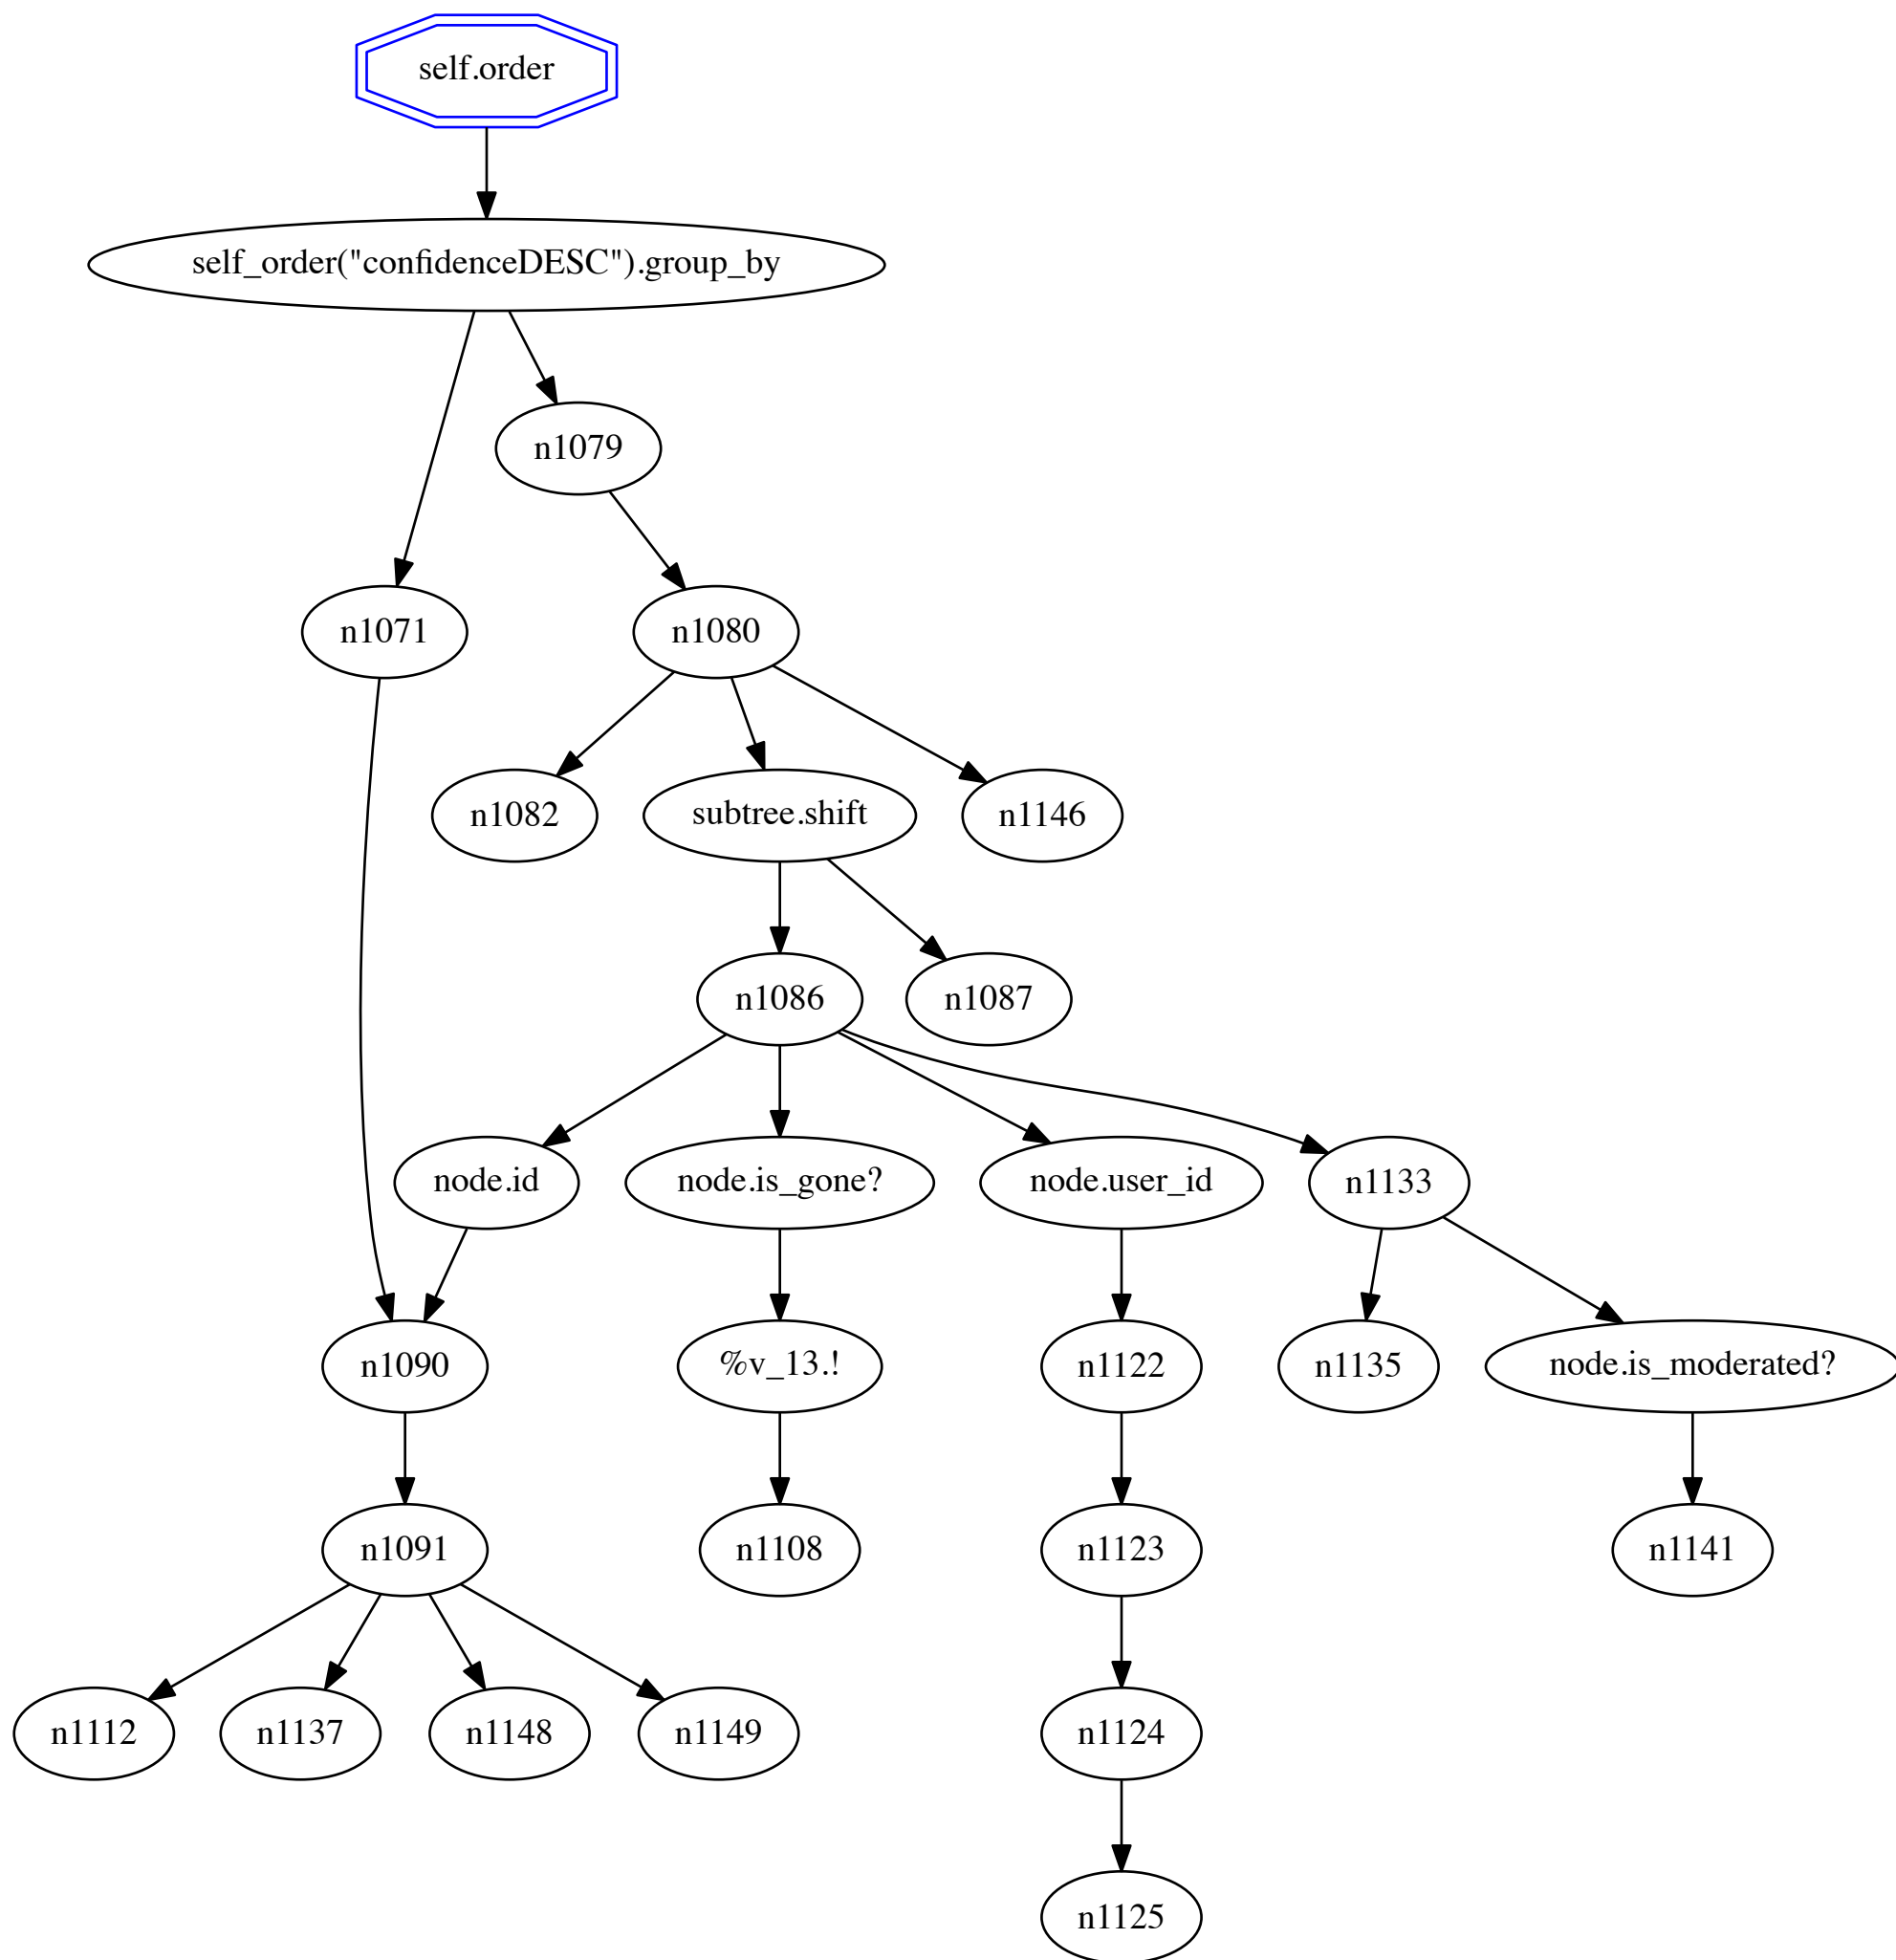 self.order
self_order("confidenceDESC").group_by
n1079
n1071
n1080
n1082
subtree.shift
n1146
n1086
n1087
node.id
node.is_gone?
node.user_id
n1133
n1090
%v_13.!
n1122
n1135
node.is_moderated?
n1091
n1108
n1123
n1141
n1112
n1137
n1148
n1149
n1124
n1125